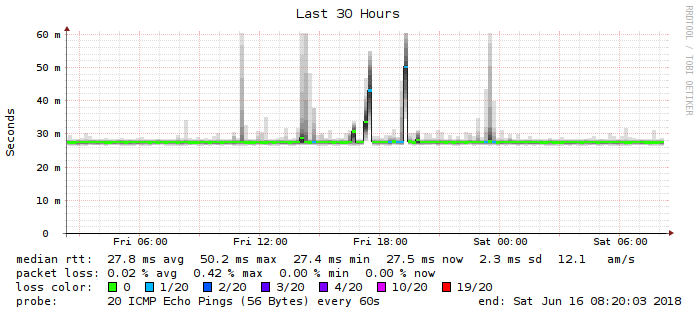 Last 30 Hours
RRDTOOL / TOBI OETIKER
Seconds
60 m
50 m
40 m
30 m
20 m
10 m
0
Fri 06:00 Fri 12:00 Fri 18:00 Sat 00:00 Sat 06:00
median rtt: 27.8 ms avg 50.2 ms max 27.4 ms min 27.5 ms now 2.3 ms sd 12.1 am/s
packet loss: 0.02 % avg 0.42 % max 0.00 % min 0.00 % now
loss color: 0 1/20 2/20 3/20 4/20 10/20 19/20
probe: 20 ICMP Echo Pings (56 Bytes) every 60s end: Sat Jun 16 08:20:03 2018